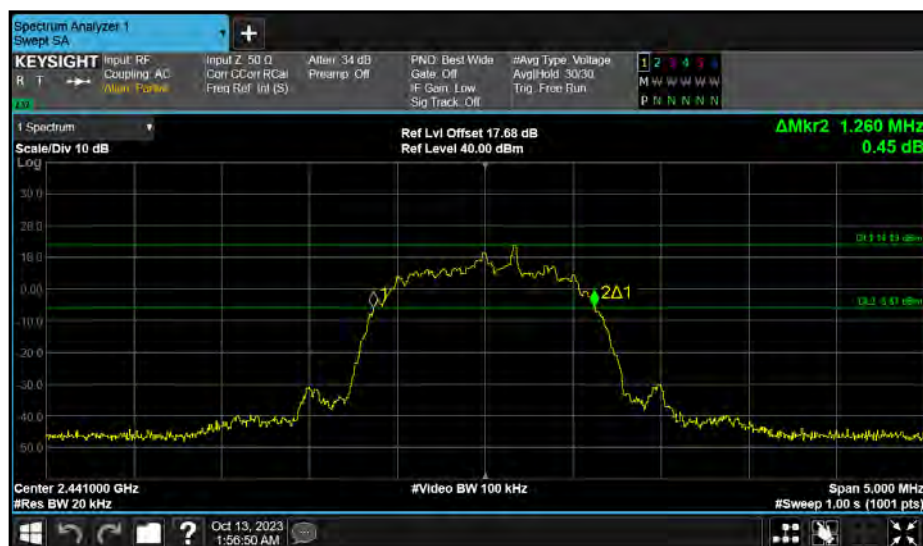 Spectrum Analyzer 1
Swept SA
+
KEYSIGHT
R T
Input: RF
Coupling: AC
Align: Partial
Input Z: 50 Ω
Corr CCorr RCal
Freq Ref: Int (S)
Atten: 34 dB
Preamp: Off
PNO: Best Wide
Gate: Off
IF Gain: Low
Sig Track: Off
#Avg Type: Voltage
Avg|Hold: 30/30
Trig: Free Run
1 2 3 4 5 6
M W W W W W
P N N N N N
1 Spectrum
Scale/Div 10 dB
Log
Ref Lvl Offset 17.68 dB
Ref Level 40.00 dBm
ΔMkr2 1.260 MHz
0.45 dB
30.0
0.00
-10.0
-20.0
-30.0
-40.0
-50.0
1
2Δ1
Center 2.441000 GHz
#Res BW 20 kHz
#Video BW 100 kHz
Span 5.000 MHz
#Sweep 1.00 s (1001 pts)
?
Oct 13, 2023
1:56:50 AM